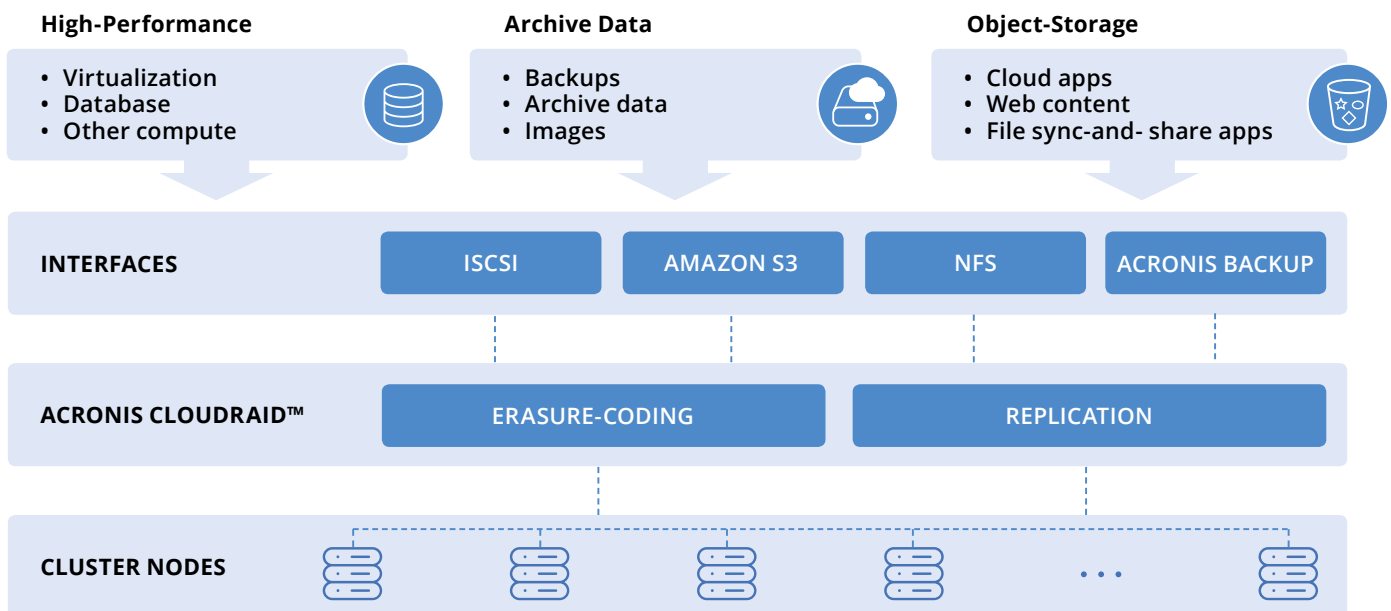 High-Performance
• Virtualization
• Database
• Other compute
Archive Data
• Backups
• Archive data
• Images
Object-Storage
• Cloud apps
• Web content
• File sync-and- share apps
INTERFACES
ISCSI
AMAZON S3
NFS
ACRONIS BACKUP
ACRONIS CLOUDRAID™
ERASURE-CODING
REPLICATION
CLUSTER NODES
...